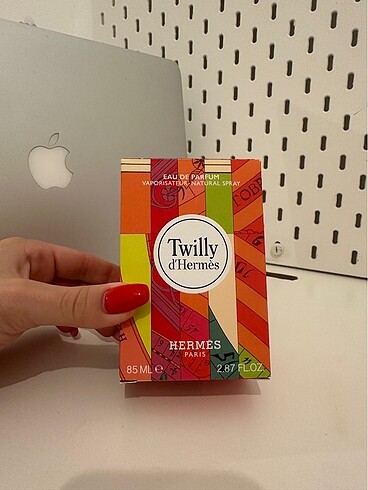 EAU DE PARFUM
VAPORISATEUR-NATURAL SPRAY
Twilly
d'Hermès
HERMÈS
PARIS
85 ML e 2.87 FL.OZ.